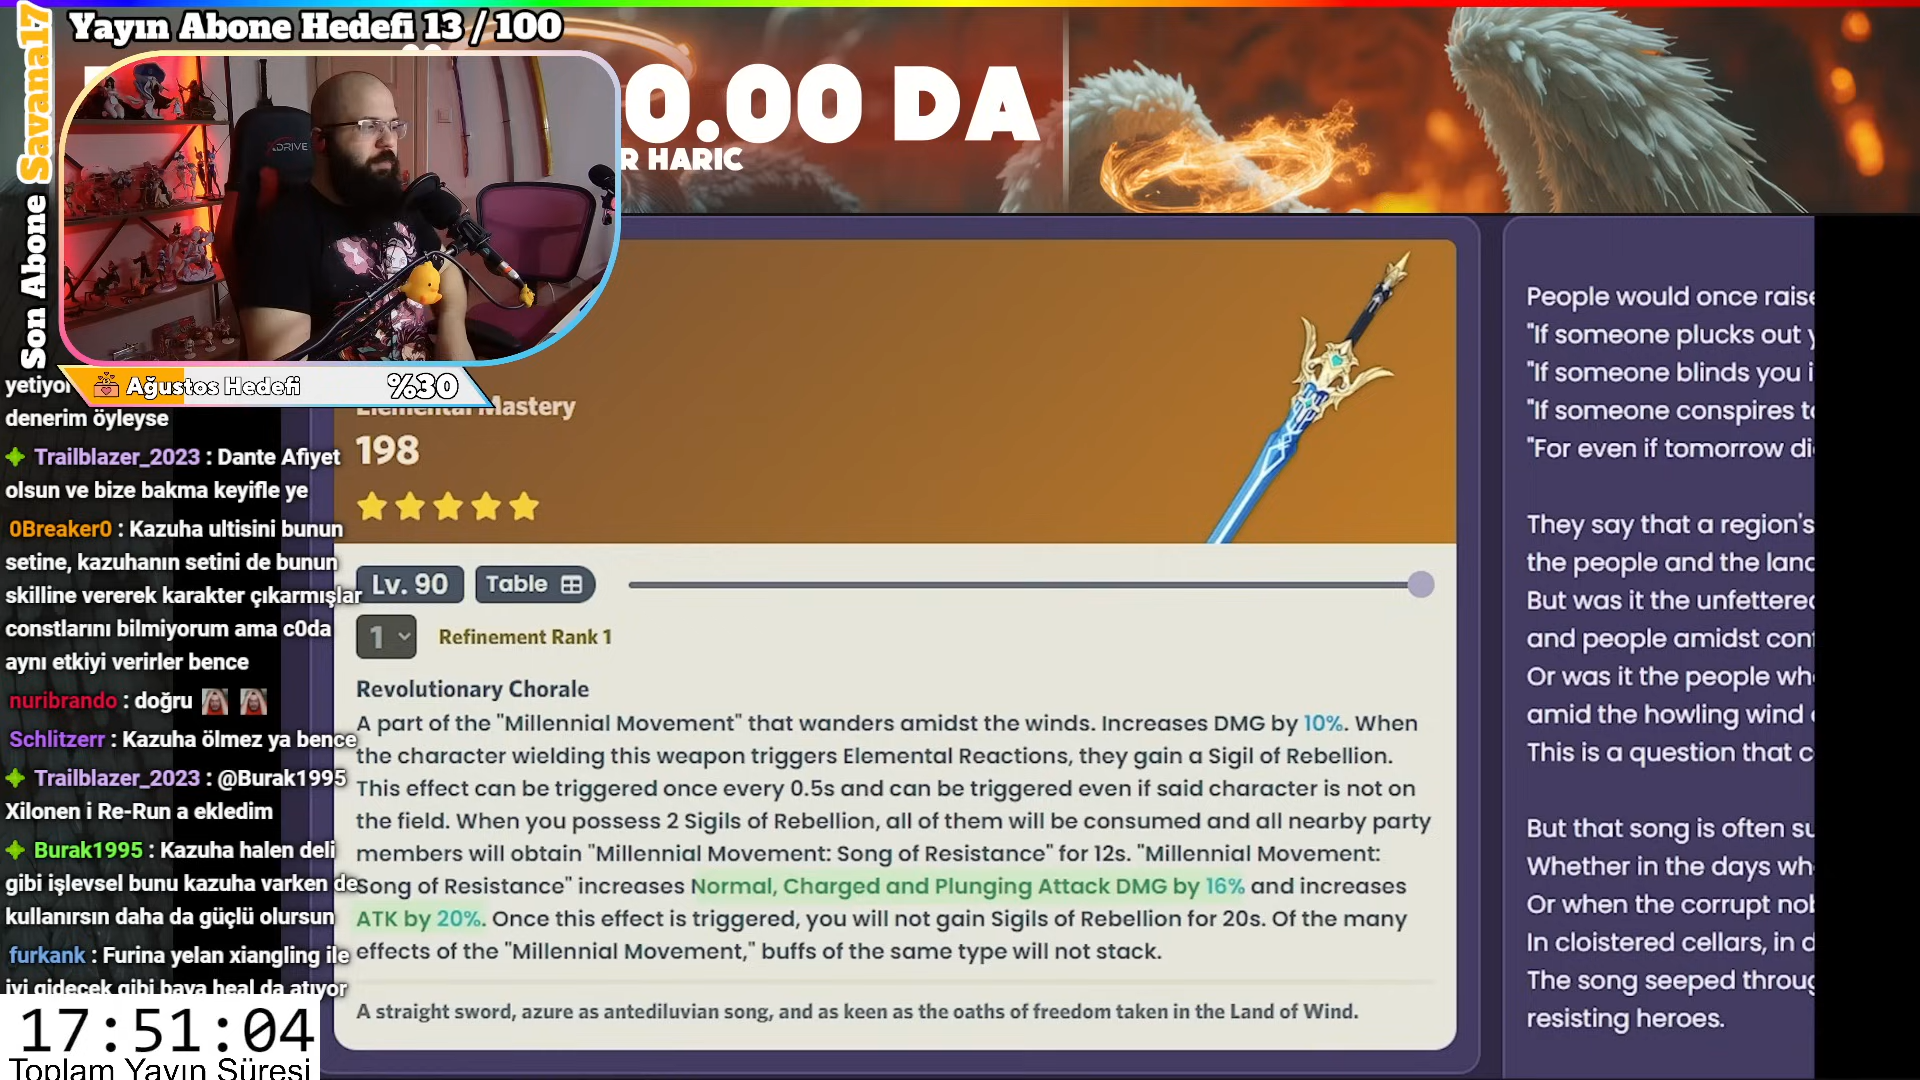 Yayın Abone Hedefi 13 / 100
0.00 DA
R HARIC
Son Abone Savana17
XDRIVE
Ağustos Hedefi %30
denerim öyleyse
Trailblazer_2023 : Dante Afiyet
olsun ve bize bakma keyifle ye
0Breaker0 : Kazuha ultisini bunun
setine, kazuhanın setini de bunun
skilline vererek karakter çıkarmışlar
constlarını bilmiyorum ama c0da
aynı etkiyi verirler bence
nuribrando : doğru
Schlitzerr : Kazuha ölmez ya bence
Trailblazer_2023 : @Burak1995
Xilonen i Re-Run a ekledim
Burak1995 : Kazuha halen deli
gibi işlevsel bunu kazuha varken de
kullanırsın daha da güçlü olursun
furkank : Furina yelan xiangling ile
iyi gidecek gibi baya heal da atıyor
17:51:04
Toplam Yayın Süresi
Elemental Mastery
198
Lv. 90
Table
1
Refinement Rank 1
Revolutionary Chorale
A part of the "Millennial Movement" that wanders amidst the winds. Increases DMG by 10%. When
the character wielding this weapon triggers Elemental Reactions, they gain a Sigil of Rebellion.
This effect can be triggered once every 0.5s and can be triggered even if said character is not on
the field. When you possess 2 Sigils of Rebellion, all of them will be consumed and all nearby party
members will obtain "Millennial Movement: Song of Resistance" for 12s. "Millennial Movement:
Song of Resistance" increases Normal, Charged and Plunging Attack DMG by 16% and increases
ATK by 20%. Once this effect is triggered, you will not gain Sigils of Rebellion for 20s. Of the many
effects of the "Millennial Movement," buffs of the same type will not stack.
A straight sword, azure as antediluvian song, and as keen as the oaths of freedom taken in the Land of Wind.
People would once raise
"If someone plucks out
"If someone blinds you i
"If someone conspires t
"For even if tomorrow di
They say that a region's
the people and the land
But was it the unfettered
and people amidst con
Or was it the people wh
amid the howling wind
This is a question that c
But that song is often su
Whether in the days wh
Or when the corrupt nob
In cloistered cellars, in d
The song seeped throug
resisting heroes.